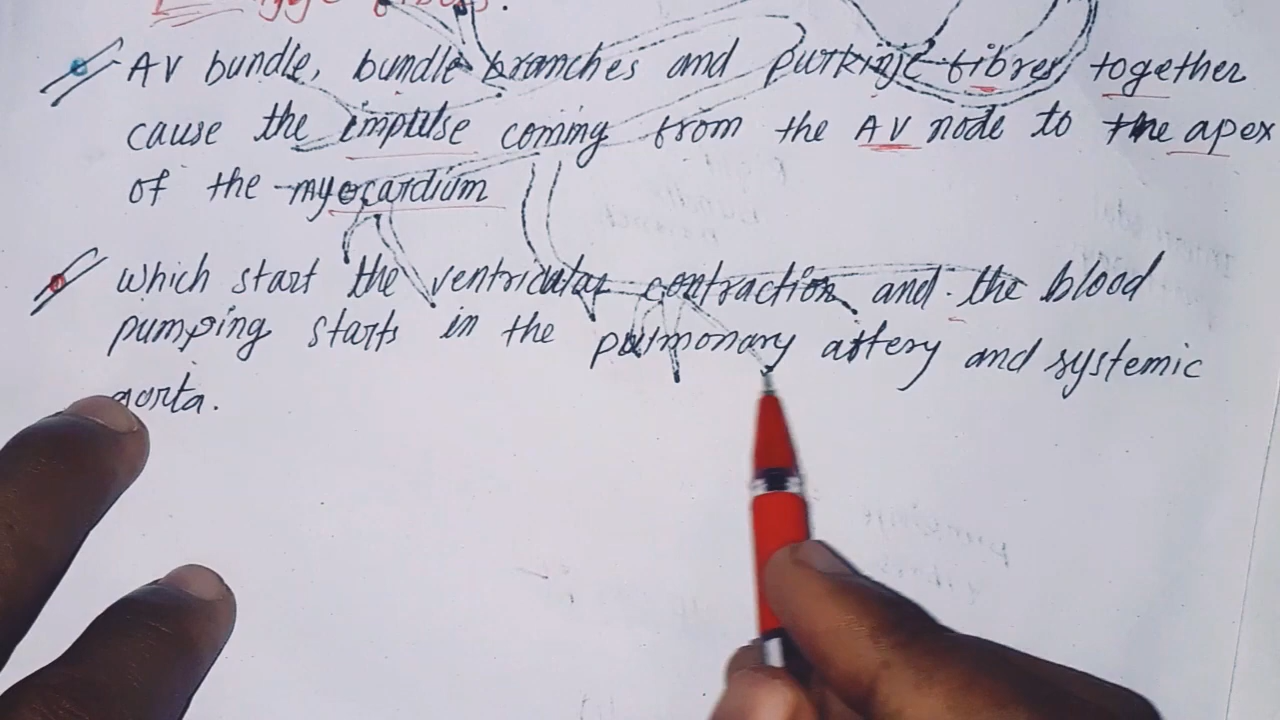 AV bundle, bundle branches and purkinje fibres together
cause the impulse coming from the AV node to the apex
of the myocardium
which start the ventricular contraction and the blood
pumping starts in the pulmonary artery and systemic
aorta.